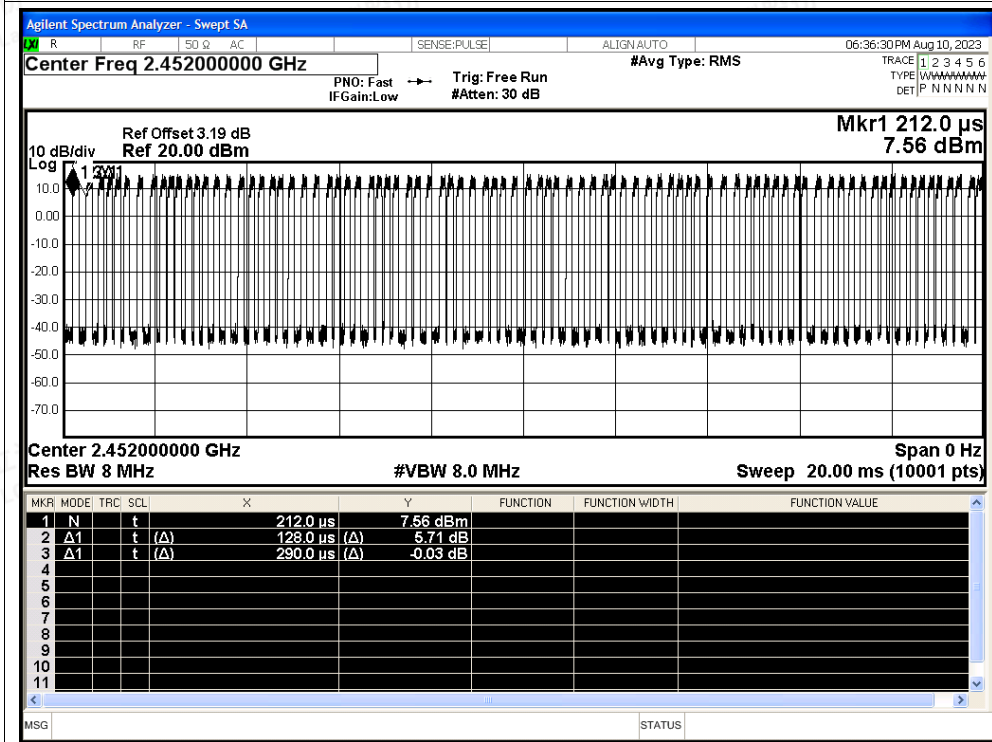 Agilent Spectrum Analyzer - Swept SA
LXI R RF 50 Ω AC SENSE:PULSE ALIGN AUTO 06:36:30 PM Aug 10, 2023
Center Freq 2.452000000 GHz #Avg Type: RMS TRACE 1 2 3 4 5 6
PNO: Fast Trig: Free Run TYPE
IFGain:Low #Atten: 30 dB DET P N N N N N
Mkr1 212.0 µs
Ref Offset 3.19 dB
10 dB/div Ref 20.00 dBm 7.56 dBm
Log
1
10.0
0.00
-10.0
-20.0
-30.0
-40.0
-50.0
-60.0
-70.0
Center 2.452000000 GHz Span 0 Hz
Res BW 8 MHz #VBW 8.0 MHz Sweep 20.00 ms (10001 pts)
MKR MODE TRC SCL X Y FUNCTION FUNCTION WIDTH FUNCTION VALUE
1 N t 212.0 µs 7.56 dBm
2 Δ1 t (Δ) 128.0 µs (Δ) 5.71 dB
3 Δ1 t (Δ) 290.0 µs (Δ) -0.03 dB
4
5
6
7
8
9
10
11
MSG STATUS